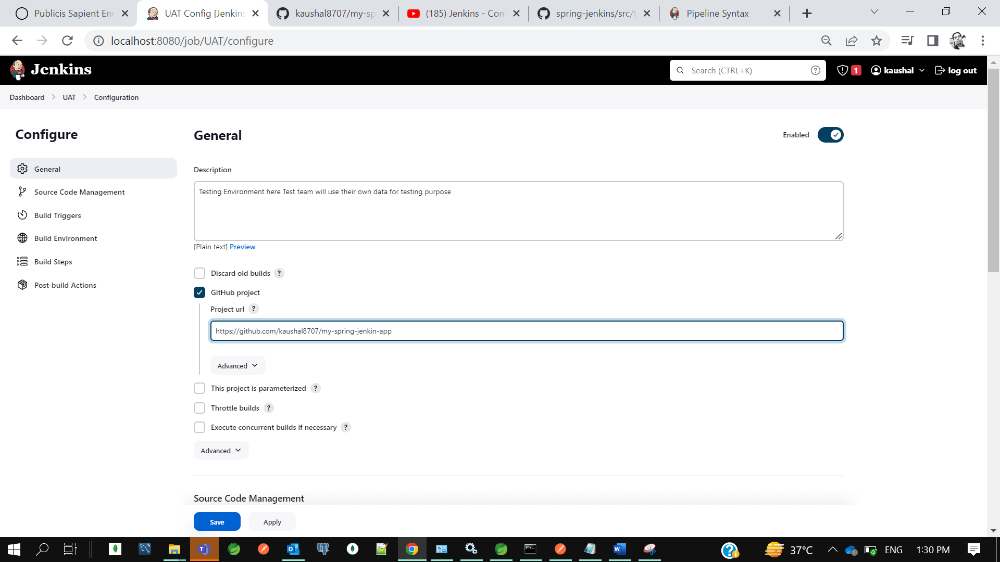 Publicis Sapient Enr
UAT Config [Jenkins
kaushal8707/my-sp
(185) Jenkins - Conf
spring-jenkins/src/t
Pipeline Syntax
localhost:8080/job/UAT/configure
Jenkins
Search (CTRL+K)
?
1
kaushal
log out
Dashboard
UAT
Configuration
Configure
General
Source Code Management
Build Triggers
Build Environment
Build Steps
Post-build Actions
General
Enabled
Description
Testing Environment here Test team will use their own data for testing purpose
[Plain text] Preview
Discard old builds ?
GitHub project
Project url ?
https://github.com/kaushal8707/my-spring-jenkin-app
Advanced
This project is parameterized ?
Throttle builds ?
Execute concurrent builds if necessary ?
Advanced
Source Code Management
Save
Apply
37°C
ENG
1:30 PM